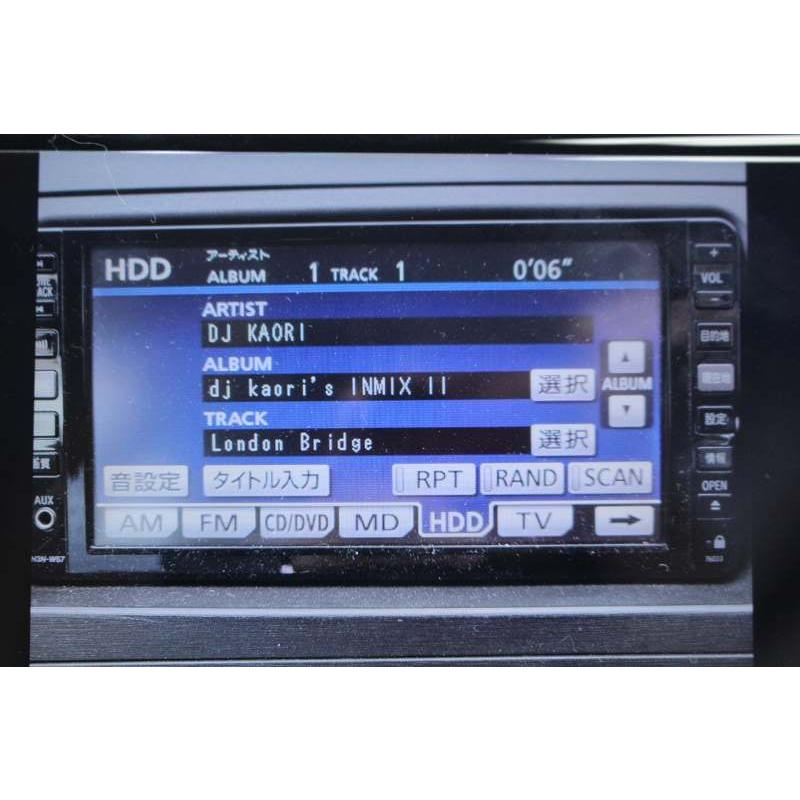 HDD アーティスト
ALBUM 1 TRACK 1 0'06"
ARTIST
DJ KAORI
ALBUM
dj kaori's INMIX II 選択
ALBUM
TRACK
London Bridge 選択
音設定 タイトル入力 RPT RAND SCAN
AM FM CD/DVD MD HDD TV
VOL
目的地
現在地
設定
情報
OPEN
AUX